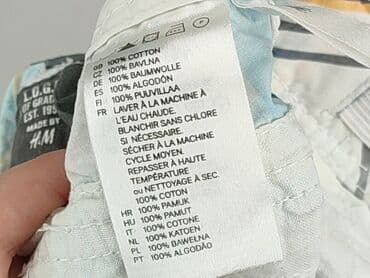 L.O.G.
OF GRAD
EST. 195
MADE BY
H&M
GB 100% COTTON
CZ 100% BAVLNA
DE 100% BAUMWOLLE
ES 100% ALGODÓN
FI 100% PUUVILLAA
FR LAVER À LA MACHINE À
L'EAU CHAUDE.
BLANCHIR SANS CHLORE
SI NÉCESSAIRE.
SÉCHER À LA MACHINE
CYCLE MOYEN.
REPASSER À HAUTE
TEMPÉRATURE
OU NETTOYAGE À SEC.
100% COTON
HR 100% PAMUK
HU 100% PAMUT
IT 100% COTONE
NL 100% KATOEN
PL 100% BAWEŁNA
PT 100% ALGODÃO